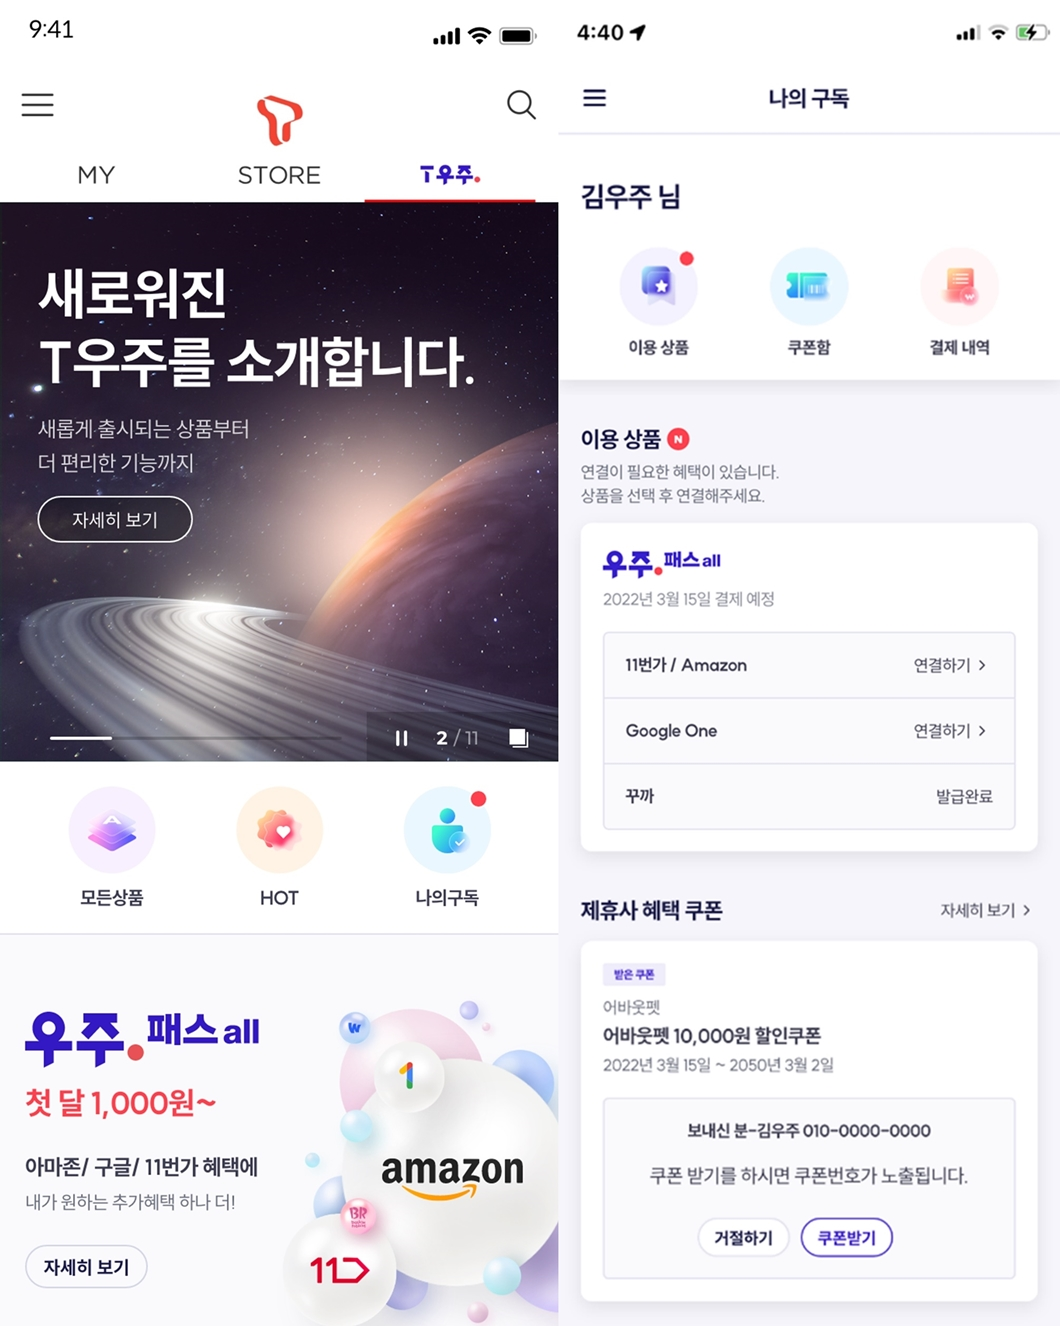 9:41
MY
STORE
T우주.
새로워진
T우주를 소개합니다.
새롭게 출시되는 상품부터
더 편리한 기능까지
자세히 보기
2 / 11
모든상품
HOT
나의구독
우주.패스 all
첫 달 1,000원~
아마존/ 구글/ 11번가 혜택에
내가 원하는 추가혜택 하나 더!
자세히 보기
W
1
amazon
BR
11
4:40
나의 구독
김우주 님
이용 상품
쿠폰함
결제 내역
이용 상품 N
연결이 필요한 혜택이 있습니다.
상품을 선택 후 연결해주세요.
우주.패스 all
2022년 3월 15일 결제 예정
11번가 / Amazon
연결하기
Google One
연결하기
꾸까
발급완료
제휴사 혜택 쿠폰
자세히 보기
받은 쿠폰
어바웃펫
어바웃펫 10,000원 할인쿠폰
2022년 3월 15일 ~ 2050년 3월 2일
보내신 분-김우주 010-0000-0000
쿠폰 받기를 하시면 쿠폰번호가 노출됩니다.
거절하기
쿠폰받기